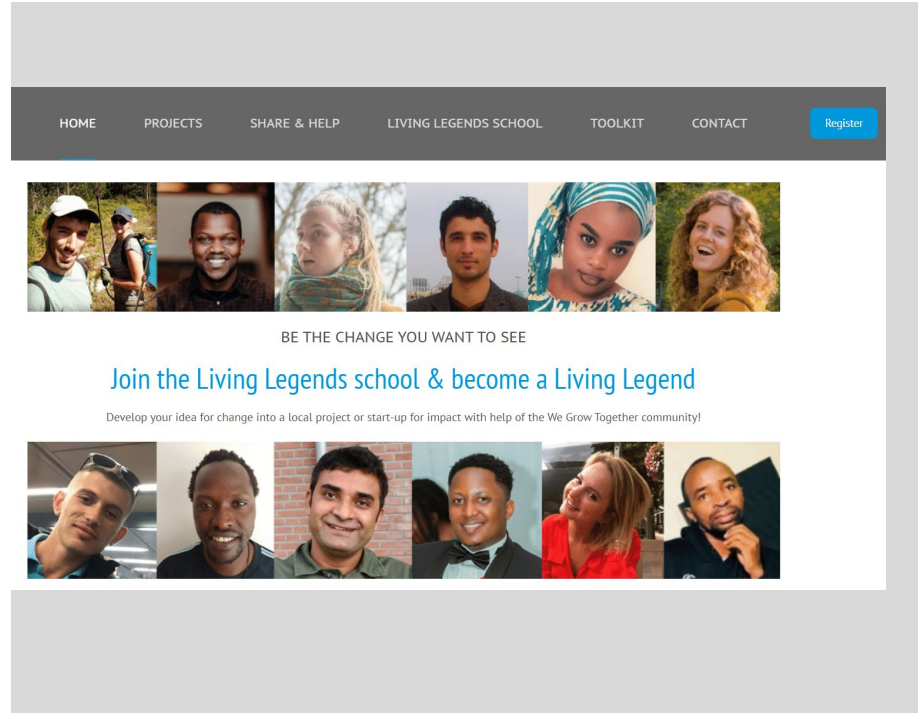 HOME PROJECTS SHARE & HELP LIVING LEGENDS SCHOOL TOOLKIT CONTACT Register
BE THE CHANGE YOU WANT TO SEE
Join the Living Legends school & become a Living Legend
Develop your idea for change into a local project or start-up for impact with help of the We Grow Together community!